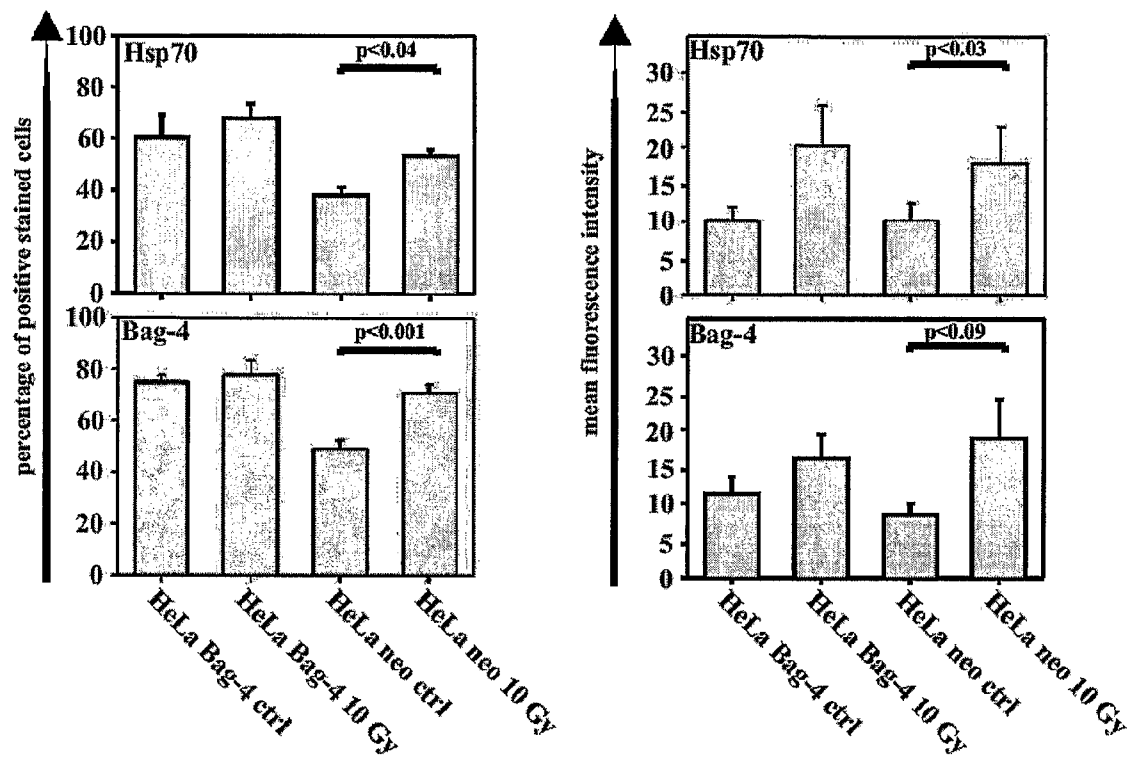 percentage of positive stained cells
Hsp70
p<0.04
100
80
60
40
20
0
Bag-4
p<0.001
100
80
60
40
20
0
HeLa Bag-4 ctrl
HeLa Bag-4 10 Gy
HeLa neo ctrl
HeLa neo 10 Gy
mean fluorescence intensity
Hsp70
p<0.03
30
25
20
15
10
5
0
Bag-4
p<0.09
30
25
20
15
10
5
0
HeLa Bag-4 ctrl
HeLa Bag-4 10 Gy
HeLa neo ctrl
HeLa neo 10 Gy